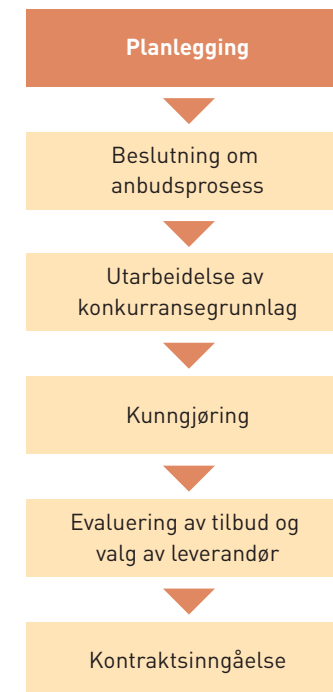 Planlegging
Beslutning om
anbudsprosess
Utarbeidelse av
konkurransegrunnlag
Kunngjøring
Evaluering av tilbud og
valg av leverandør
Kontraktsinngåelse